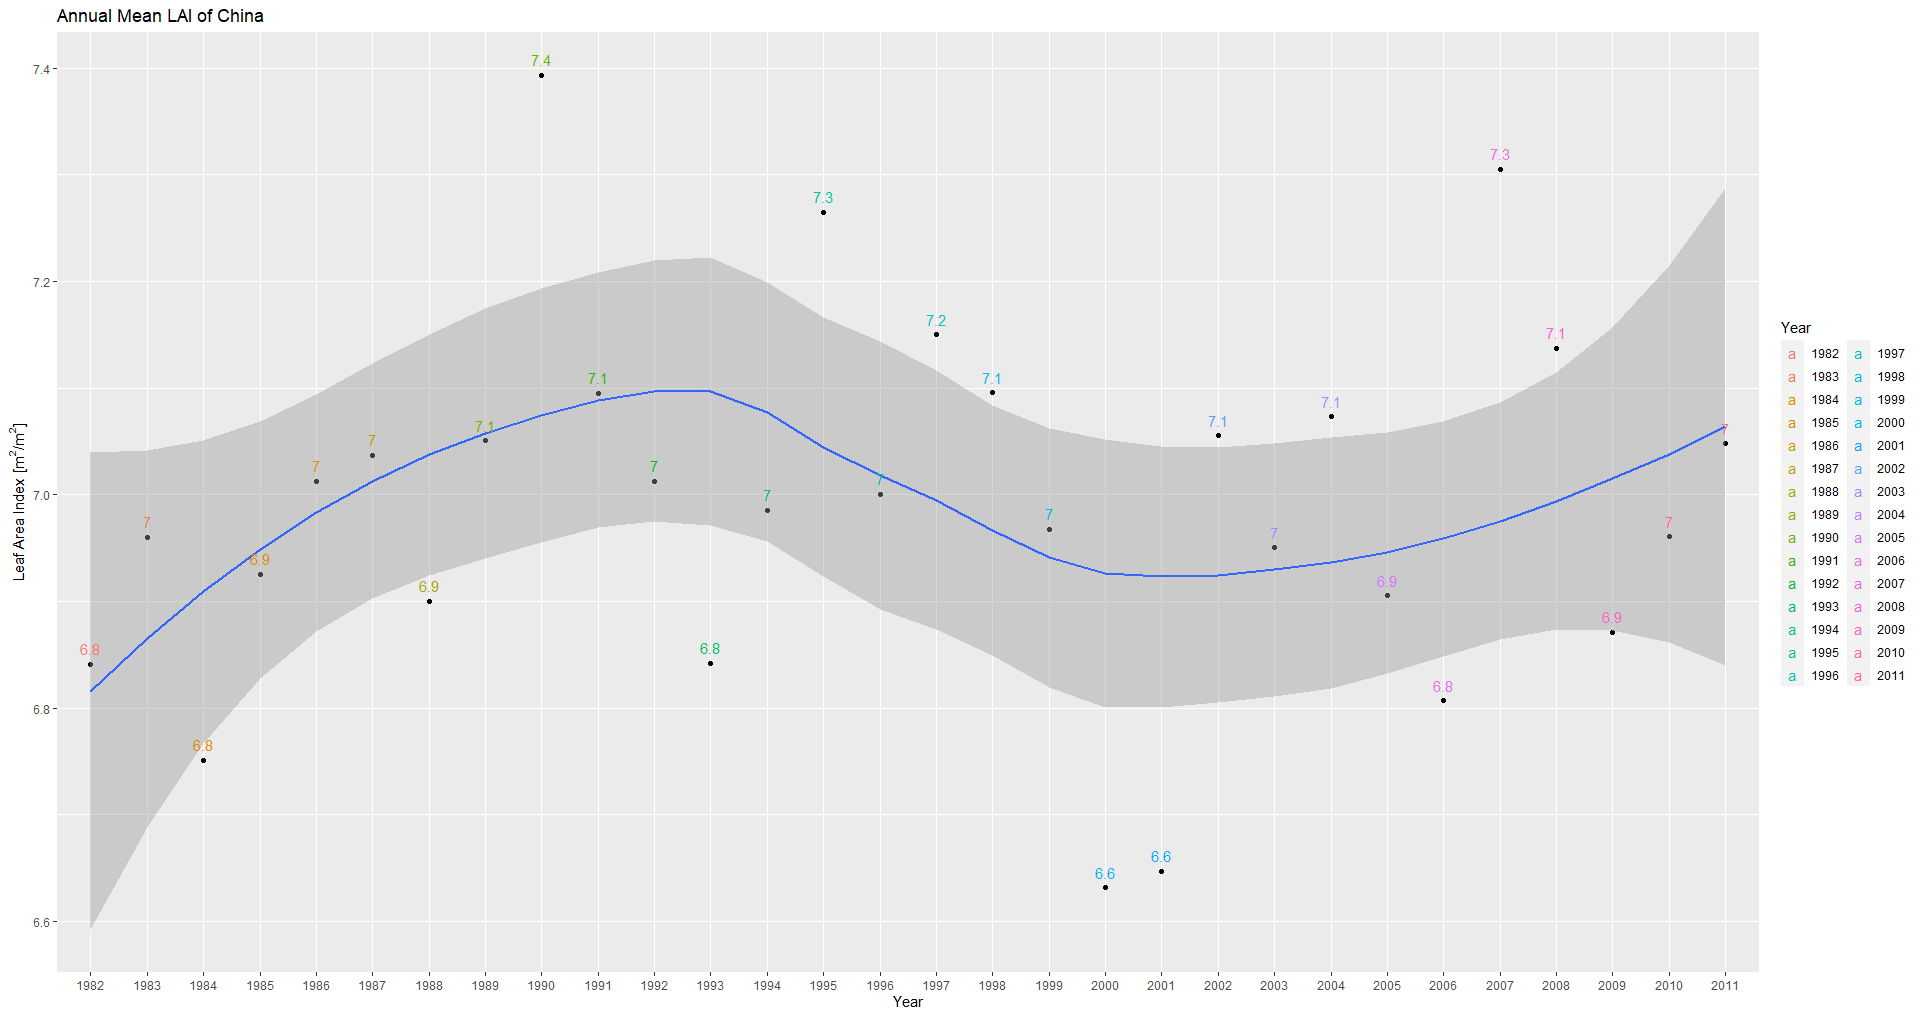 Annual Mean LAI of China
7.4
7.2
7.0
6.8
6.6
Leaf Area Index [m²/m²]
6.8
7
6.8
6.9
7
7
6.9
7.1
7.4
7.1
7
6.8
7
7.3
7
7.2
7.1
7
6.6
6.6
7.1
7
7.1
6.9
6.8
7.3
7.1
6.9
7
7
1982 1983 1984 1985 1986 1987 1988 1989 1990 1991 1992 1993 1994 1995 1996 1997 1998 1999 2000 2001 2002 2003 2004 2005 2006 2007 2008 2009 2010 2011
Year
Year
a 1982 a 1997
a 1983 a 1998
a 1984 a 1999
a 1985 a 2000
a 1986 a 2001
a 1987 a 2002
a 1988 a 2003
a 1989 a 2004
a 1990 a 2005
a 1991 a 2006
a 1992 a 2007
a 1993 a 2008
a 1994 a 2009
a 1995 a 2010
a 1996 a 2011